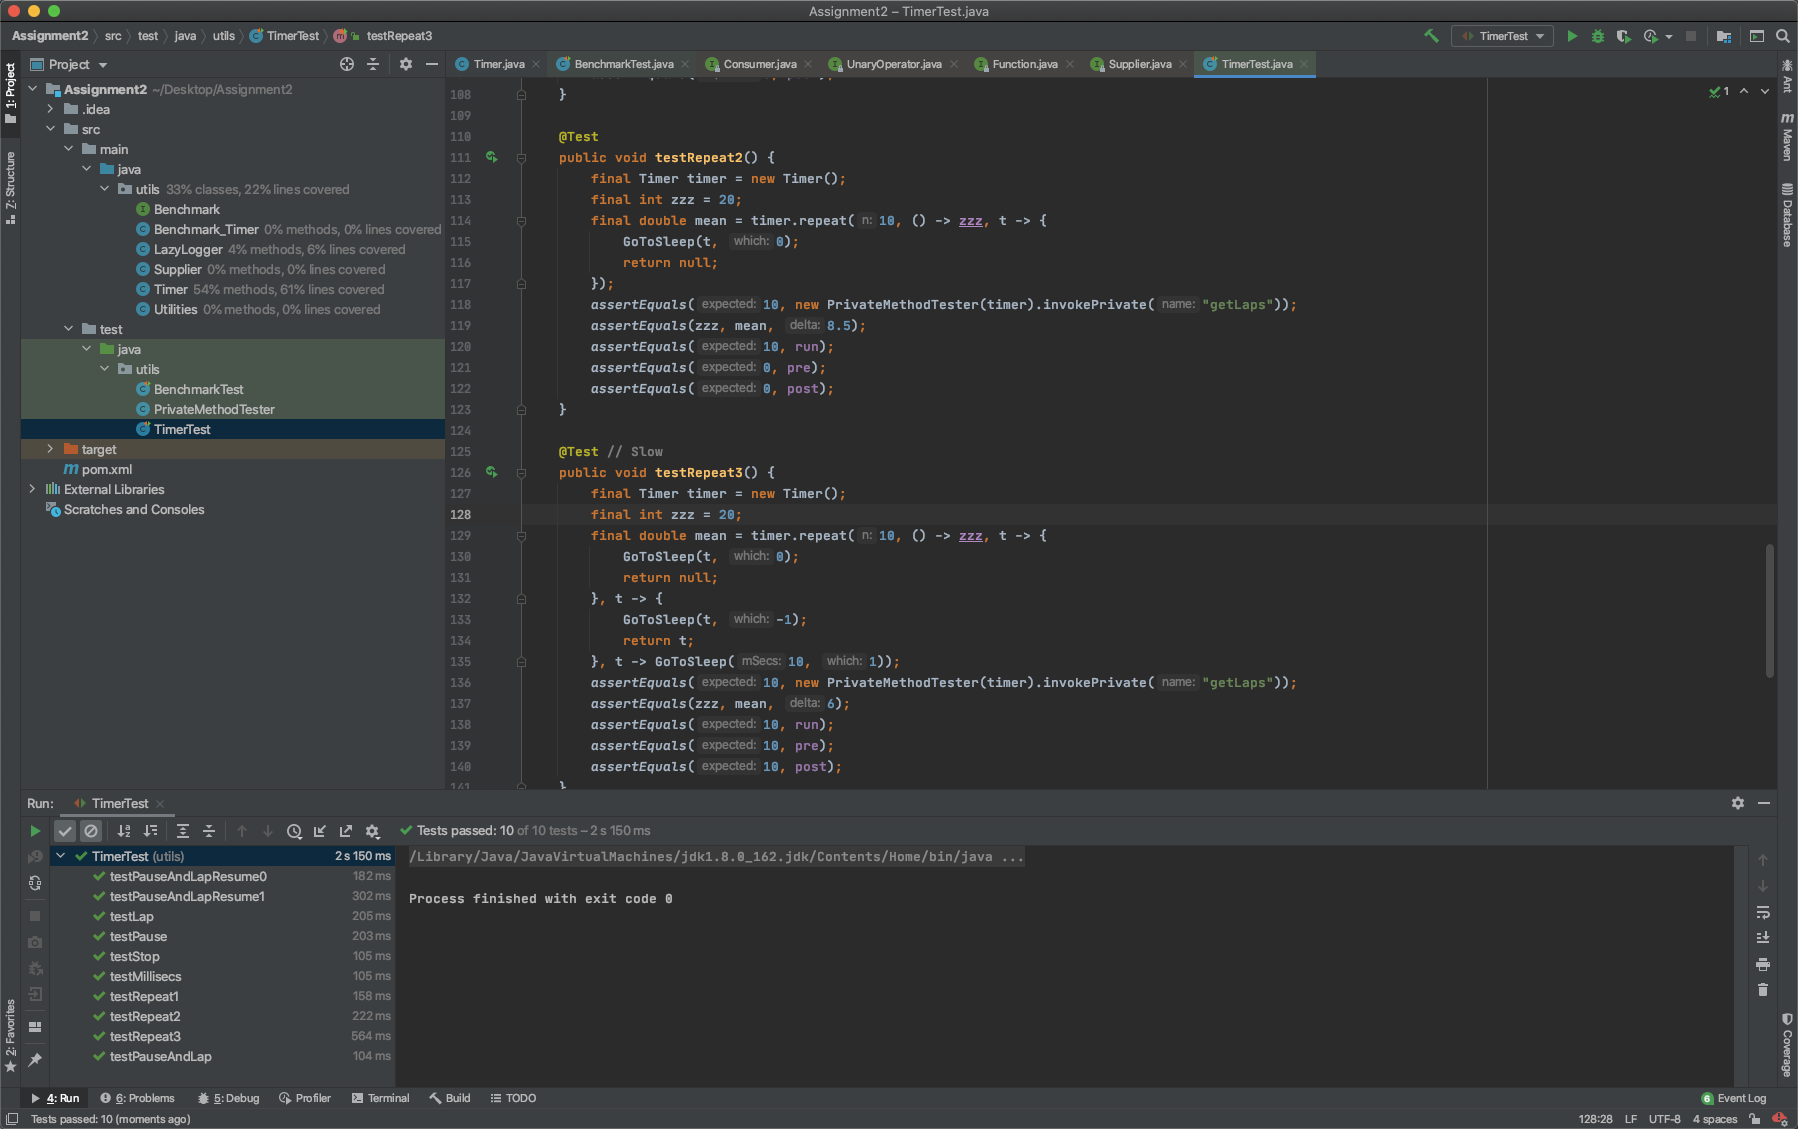 Assignment2 – TimerTest.java
Assignment2 src test java utils TimerTest testRepeat3
TimerTest
Project
Timer.java BenchmarkTest.java Consumer.java UnaryOperator.java Function.java Supplier.java TimerTest.java
1: Project
Z: Structure
2: Favorites
Assignment2 ~/Desktop/Assignment2
.idea
src
main
java
utils 33% classes, 22% lines covered
Benchmark
Benchmark_Timer 0% methods, 0% lines covered
LazyLogger 4% methods, 6% lines covered
Supplier 0% methods, 0% lines covered
Timer 54% methods, 61% lines covered
Utilities 0% methods, 0% lines covered
test
java
utils
BenchmarkTest
PrivateMethodTester
TimerTest
target
pom.xml
External Libraries
Scratches and Consoles
108 }
109
110 @Test
111 public void testRepeat2() {
112 final Timer timer = new Timer();
113 final int zzz = 20;
114 final double mean = timer.repeat( n: 10, () -> zzz, t -> {
115 GoToSleep(t, which: 0);
116 return null;
117 });
118 assertEquals( expected: 10, new PrivateMethodTester(timer).invokePrivate( name: "getLaps"));
119 assertEquals(zzz, mean, delta: 8.5);
120 assertEquals( expected: 10, run);
121 assertEquals( expected: 0, pre);
122 assertEquals( expected: 0, post);
123 }
124
125 @Test // Slow
126 public void testRepeat3() {
127 final Timer timer = new Timer();
128 final int zzz = 20;
129 final double mean = timer.repeat( n: 10, () -> zzz, t -> {
130 GoToSleep(t, which: 0);
131 return null;
132 }, t -> {
133 GoToSleep(t, which: -1);
134 return t;
135 }, t -> GoToSleep( mSecs: 10, which: 1));
136 assertEquals( expected: 10, new PrivateMethodTester(timer).invokePrivate( name: "getLaps"));
137 assertEquals(zzz, mean, delta: 6);
138 assertEquals( expected: 10, run);
139 assertEquals( expected: 10, pre);
140 assertEquals( expected: 10, post);
141 }
1
Ant
Maven
Database
Coverage
Run: TimerTest
Tests passed: 10 of 10 tests – 2 s 150 ms
TimerTest (utils) 2 s 150 ms
testPauseAndLapResume0 182 ms
testPauseAndLapResume1 302 ms
testLap 205 ms
testPause 203 ms
testStop 105 ms
testMillisecs 105 ms
testRepeat1 158 ms
testRepeat2 222 ms
testRepeat3 564 ms
testPauseAndLap 104 ms
/Library/Java/JavaVirtualMachines/jdk1.8.0_162.jdk/Contents/Home/bin/java ...
Process finished with exit code 0
4: Run 6: Problems 5: Debug Profiler Terminal Build TODO 6 Event Log
Tests passed: 10 (moments ago) 128:28 LF UTF-8 4 spaces